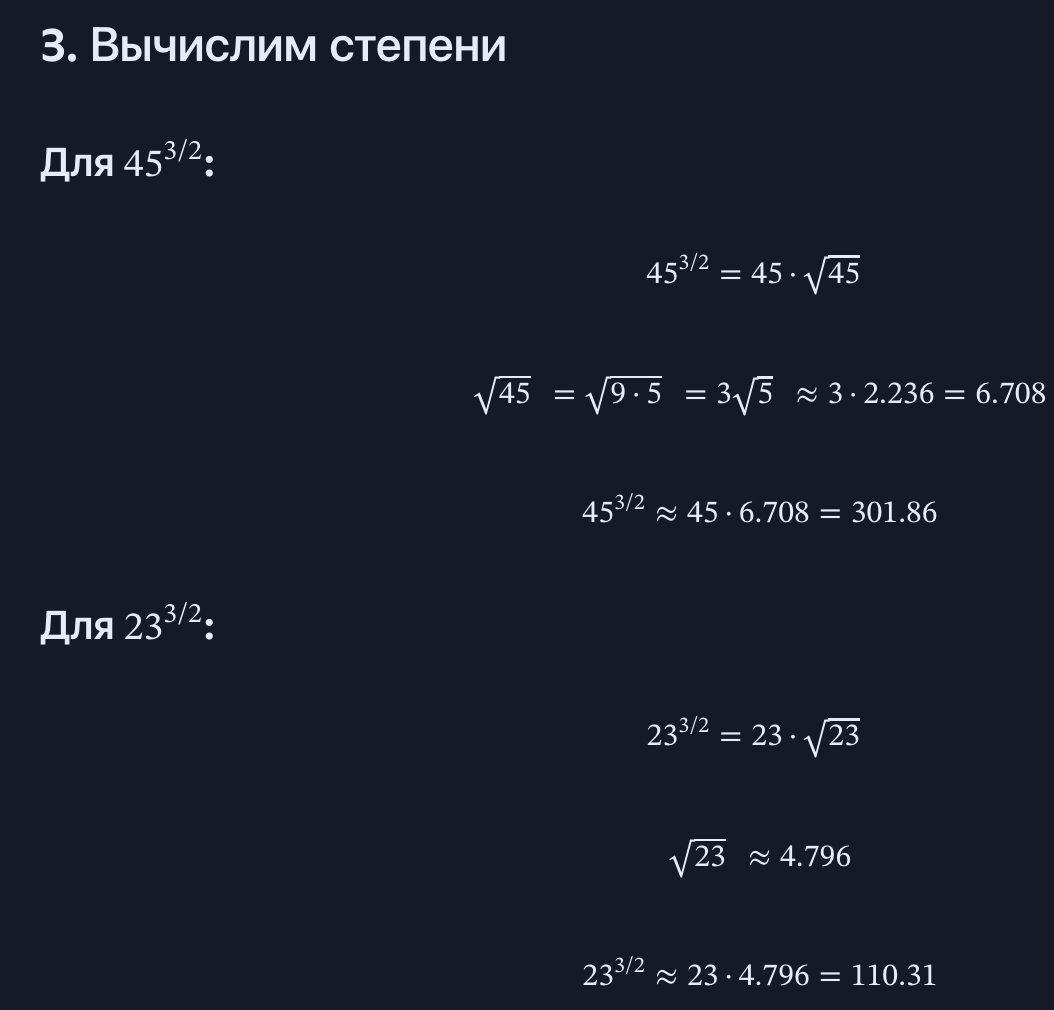 3. Вычислим степени
Для 45^{3/2}:
45^{3/2} = 45 · √45
√45 = √9 · 5 = 3√5 ≈ 3 · 2.236 = 6.708
45^{3/2} ≈ 45 · 6.708 = 301.86
Для 23^{3/2}:
23^{3/2} = 23 · √23
√23 ≈ 4.796
23^{3/2} ≈ 23 · 4.796 = 110.31